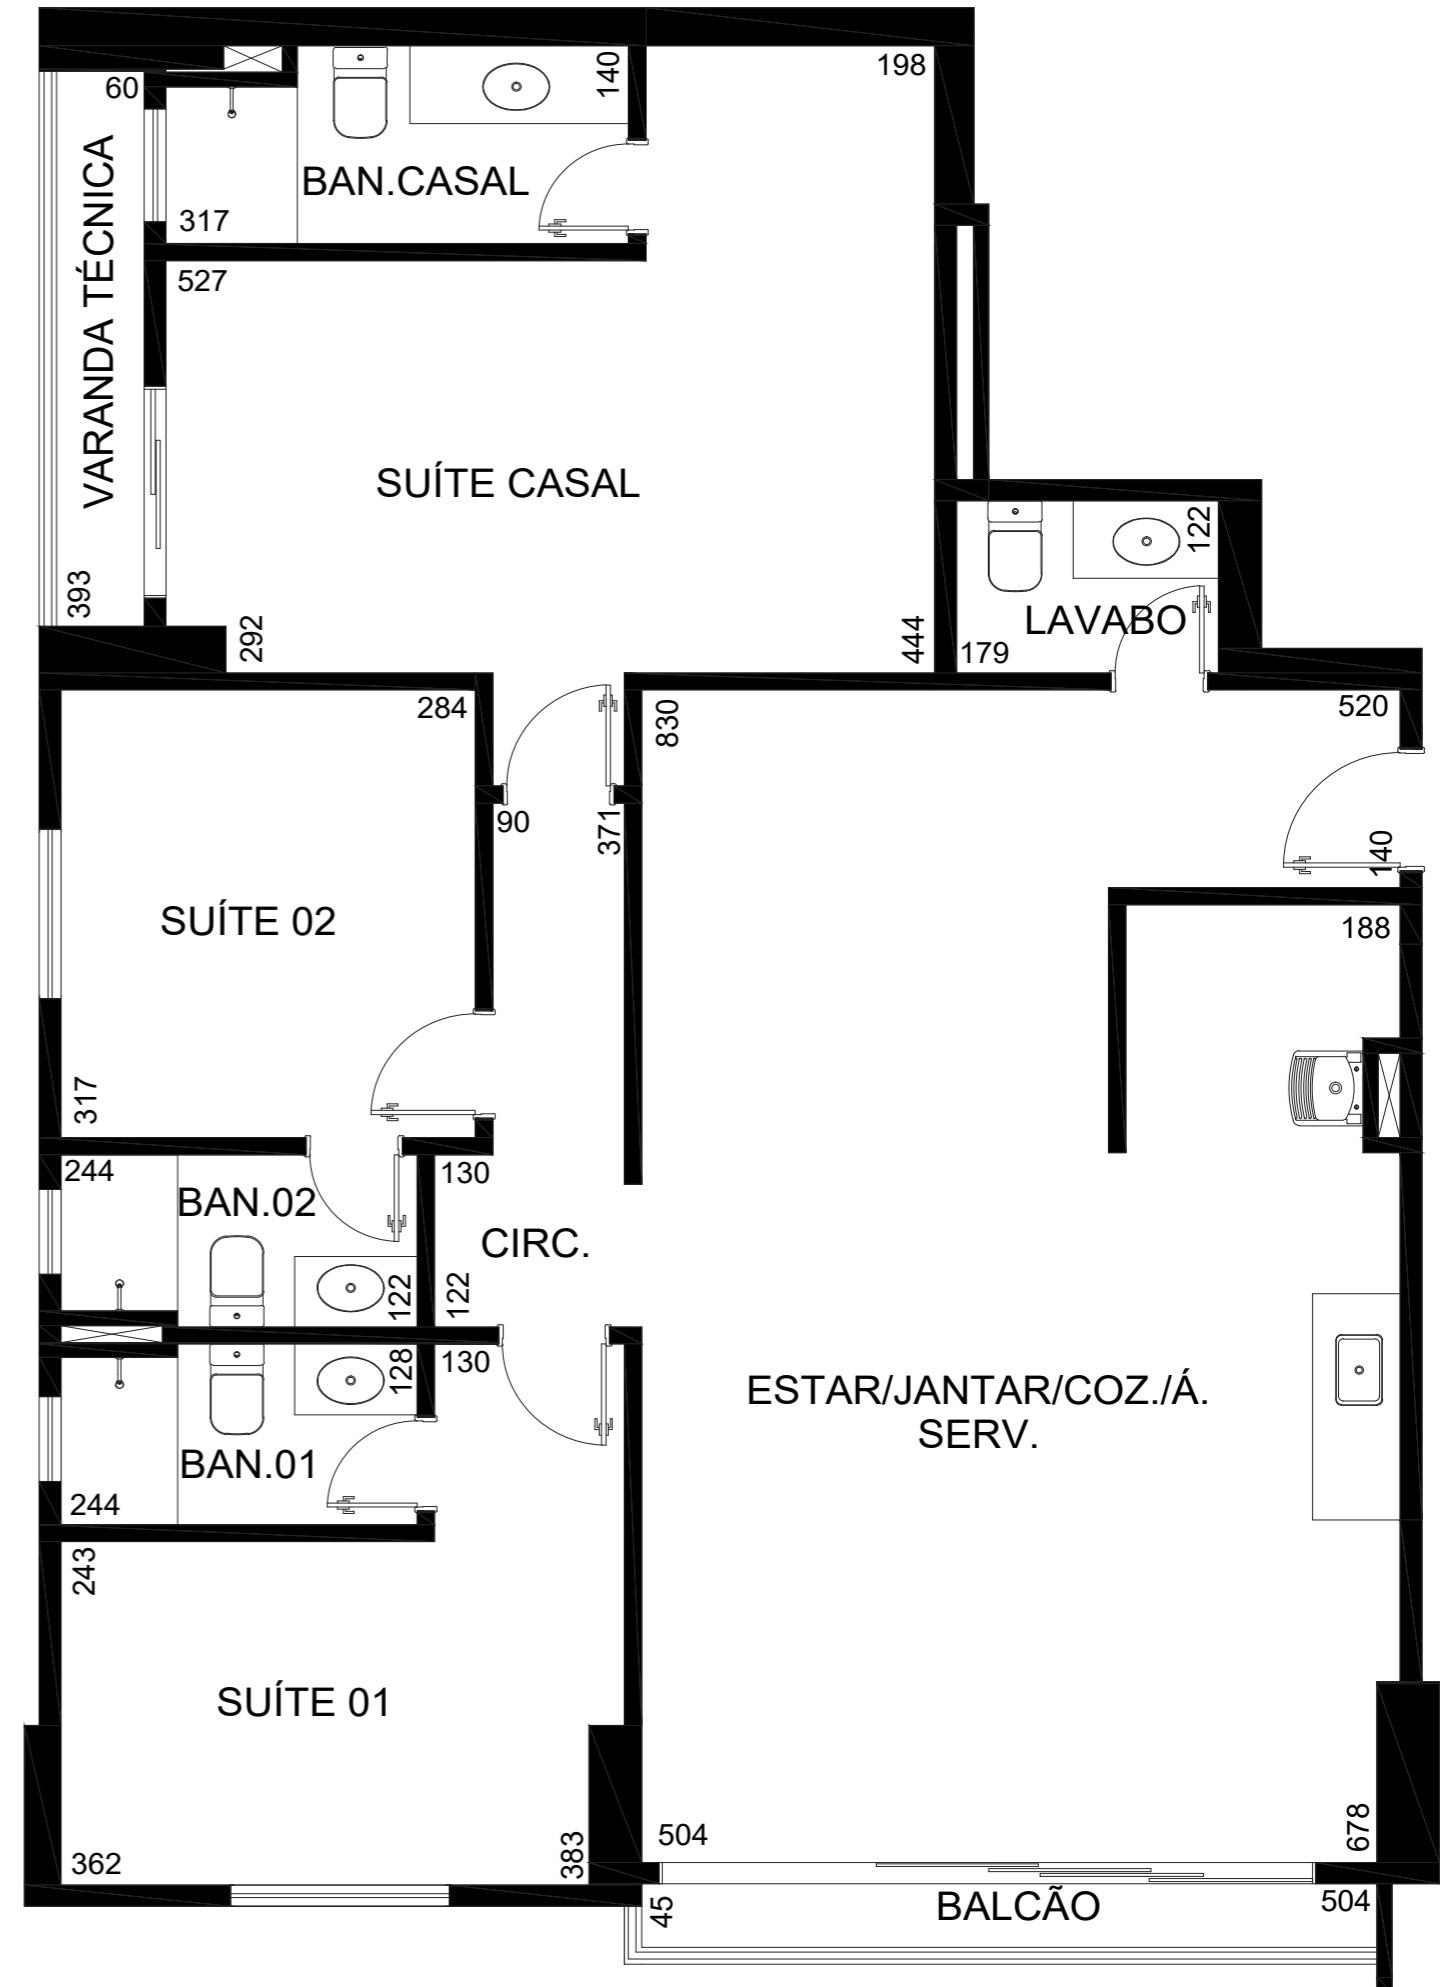 198
140
60
BAN.CASAL
VARANDA TÉCNICA
317
527
SUÍTE CASAL
122
393
LAVABO
292
444
179
284
830
520
90
371
140
SUÍTE 02
188
317
244
130
BAN.02
CIRC.
122
122
128
130
ESTAR/JANTAR/COZ./Á.
SERV.
BAN.01
244
243
SUÍTE 01
362
383
504
678
45
BALCÃO
504